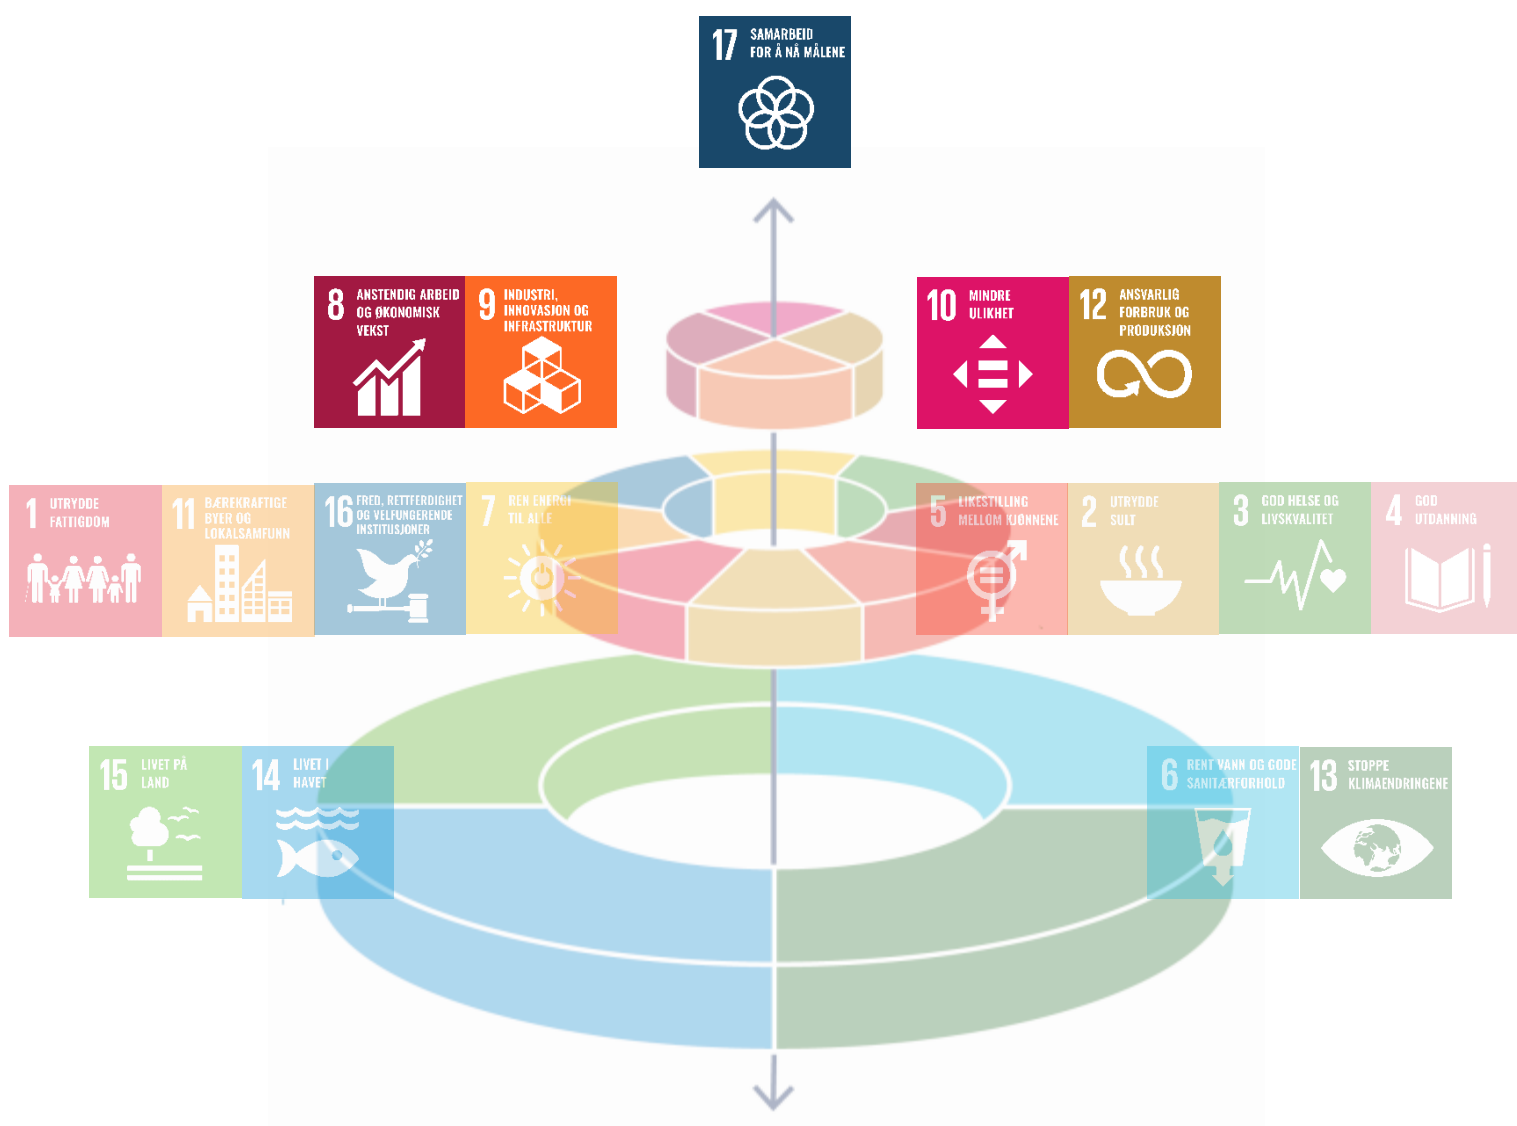 17 SAMARBEID
FOR Å NÅ MÅLENE
8 ANSTENDIG ARBEID
OG ØKONOMISK
VEKST
9 INDUSTRI,
INNOVASJON OG
INFRASTRUKTUR
10 MINDRE
ULIKHET
12 ANSVARLIG
FORBRUK OG
PRODUKSJON
1 UTRYDDE
FATTIGDOM
11 BÆREKRAFTIGE
BYER OG
LOKALSAMFUNN
16 FRED, RETTFERDIGHET
OG VELFUNGERENDE
INSTITUSJONER
7 REN ENERGI
TIL ALLE
5 LIKESTILLING
MELLOM KJØNNENE
2 UTRYDDE
SULT
3 GOD HELSE OG
LIVSKVALITET
4 GOD
UTDANNING
15 LIVET PÅ
LAND
14 LIVET I
HAVET
6 RENT VANN OG GODE
SANITÆRFORHOLD
13 STOPPE
KLIMAENDRINGENE